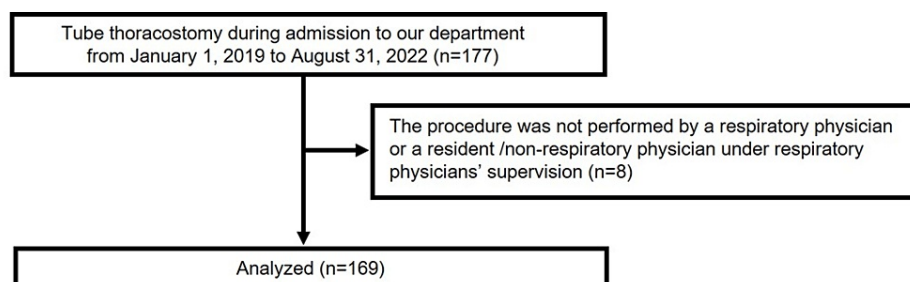 Tube thoracostomy during admission to our department
from January 1, 2019 to August 31, 2022 (n=177)
The procedure was not performed by a respiratory physician
or a resident /non-respiratory physician under respiratory
physicians’ supervision (n=8)
Analyzed (n=169)